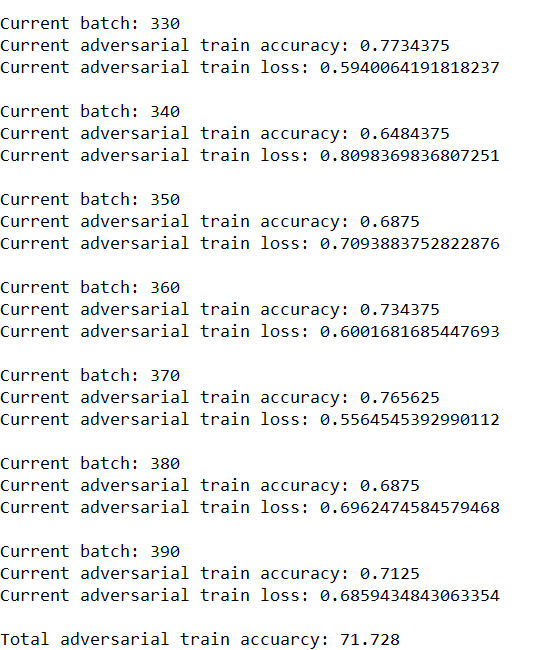 Current batch: 330
Current adversarial train accuracy: 0.7734375
Current adversarial train loss: 0.5940064191818237
Current batch: 340
Current adversarial train accuracy: 0.6484375
Current adversarial train loss: 0.8098369836807251
Current batch: 350
Current adversarial train accuracy: 0.6875
Current adversarial train loss: 0.7093883752822876
Current batch: 360
Current adversarial train accuracy: 0.734375
Current adversarial train loss: 0.6001681685447693
Current batch: 370
Current adversarial train accuracy: 0.765625
Current adversarial train loss: 0.5564545392990112
Current batch: 380
Current adversarial train accuracy: 0.6875
Current adversarial train loss: 0.6962474584579468
Current batch: 390
Current adversarial train accuracy: 0.7125
Current adversarial train loss: 0.6859434843063354
Total adversarial train accuarcy: 71.728